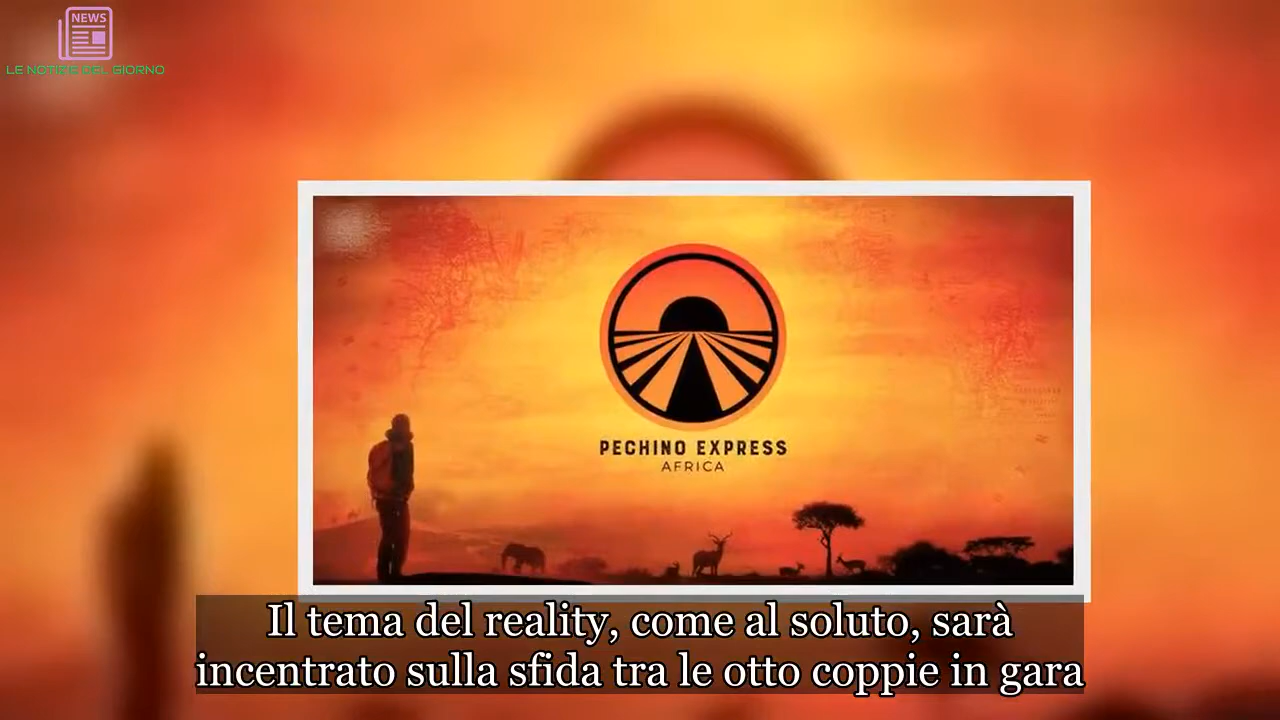 NEWS
LE NOTIZIE DEL GIORNO
PECHINO EXPRESS
AFRICA
Il tema del reality, come al soluto, sarà
incentrato sulla sfida tra le otto coppie in gara